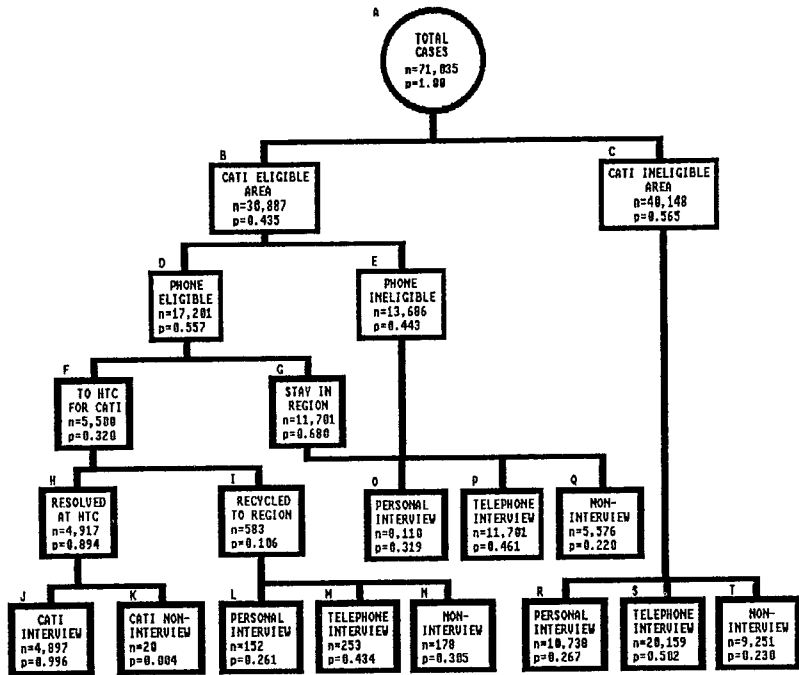 A
TOTAL
CASES
n=71,035
p=1.00
B
CATI ELIGIBLE
AREA
n=30,887
p=0.435
C
CATI INELIGIBLE
AREA
n=40,148
p=0.565
D
PHONE
ELIGIBLE
n=17,201
p=0.557
E
PHONE
INELIGIBLE
n=13,686
p=0.443
F
TO HTC
FOR CATI
n=5,500
p=0.320
G
STAY IN
REGION
n=11,701
p=0.680
H
RESOLVED
AT HTC
n=4,917
p=0.894
I
RECYCLED
TO REGION
n=583
p=0.106
O
PERSONAL
INTERVIEW
n=8,110
p=0.319
P
TELEPHONE
INTERVIEW
n=11,701
p=0.461
Q
NON-
INTERVIEW
n=5,576
p=0.220
J
CATI
INTERVIEW
n=4,897
p=0.996
K
CATI NON-
INTERVIEW
n=20
p=0.004
L
PERSONAL
INTERVIEW
n=152
p=0.261
M
TELEPHONE
INTERVIEW
n=253
p=0.434
N
NON-
INTERVIEW
n=178
p=0.305
R
PERSONAL
INTERVIEW
n=10,738
p=0.267
S
TELEPHONE
INTERVIEW
n=20,159
p=0.502
T
NON-
INTERVIEW
n=9,251
p=0.230